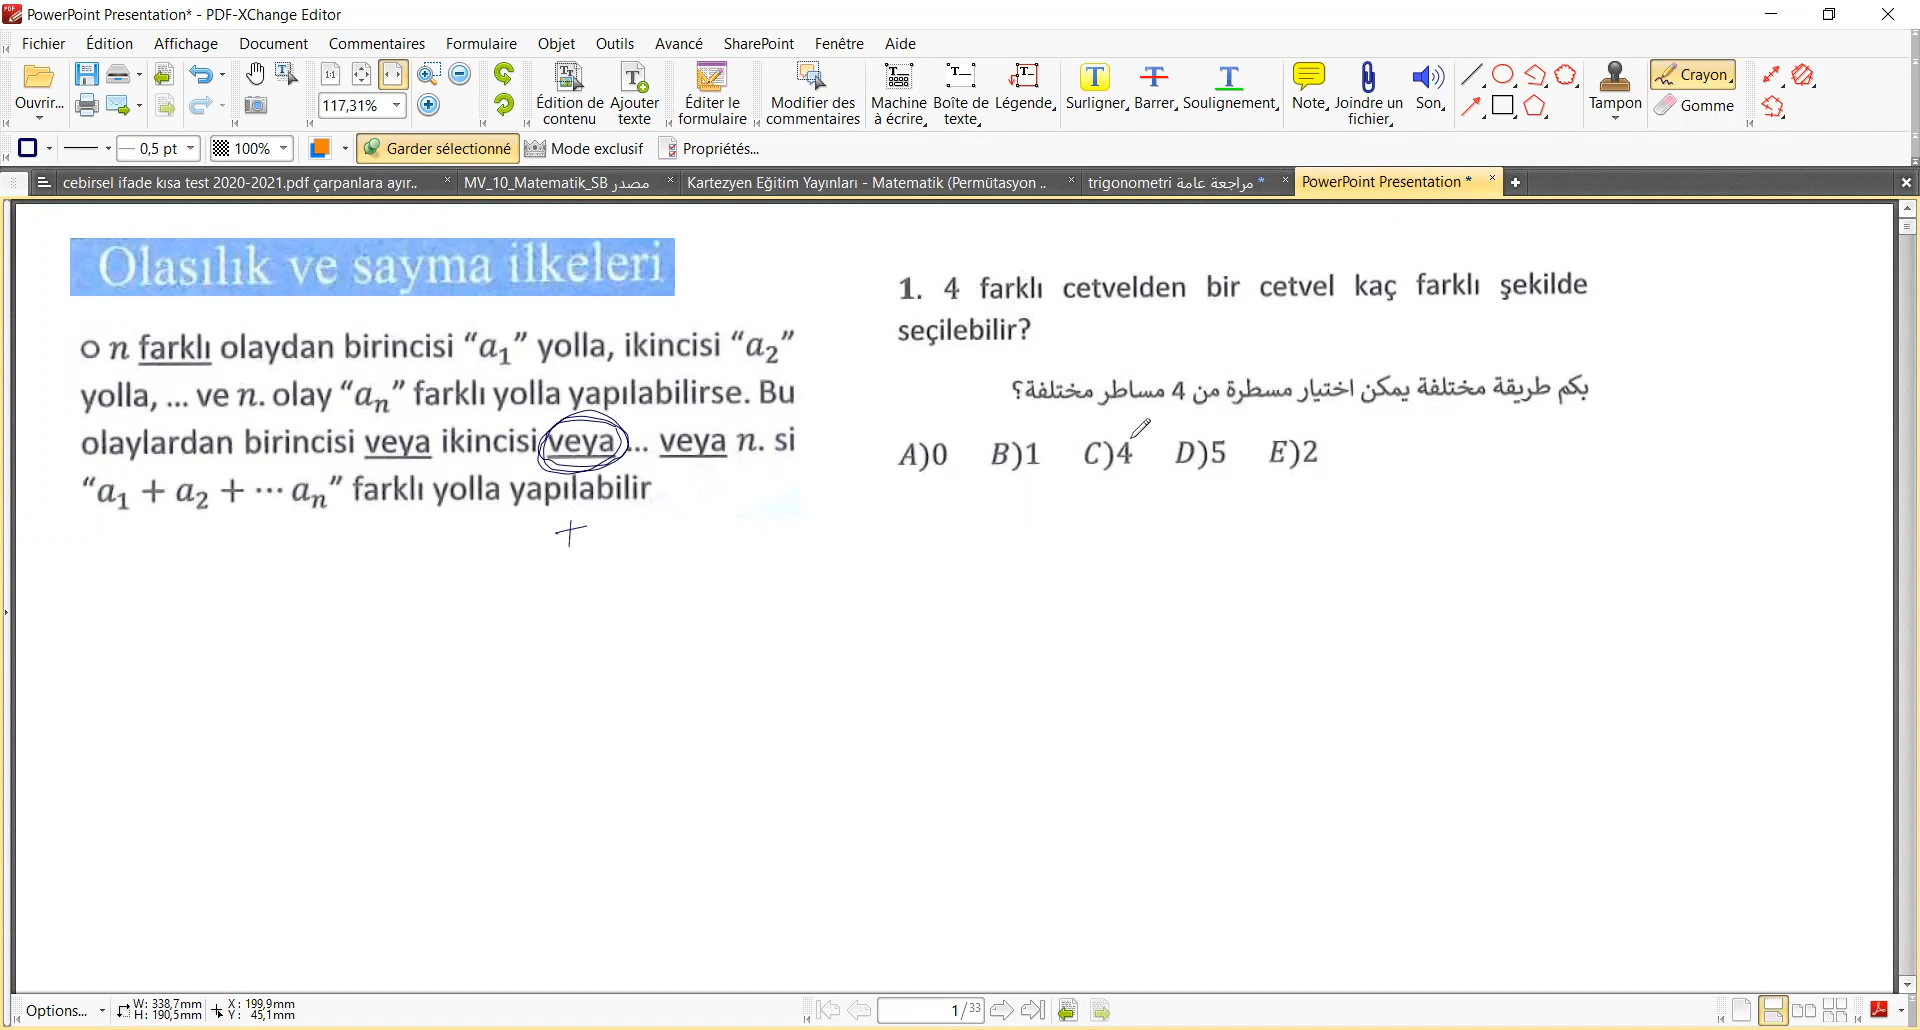 PowerPoint Presentation* - PDF-XChange Editor
Fichier Édition Affichage Document Commentaires Formulaire Objet Outils Avancé SharePoint Fenêtre Aide
Ouvrir... 1:1 117,31% Édition de contenu Ajouter texte Éditer le formulaire Modifier des commentaires Machine à écrire Boîte de texte Légende Surligner Barrer Soulignement Note Joindre un fichier Son Tampon Crayon Gomme
0,5 pt 100% Garder sélectionné Mode exclusif Propriétés...
cebirsel ifade kısa test 2020-2021.pdf çarpanlara ayır.. MV_10_Matematik_SB مصدر Kartezyen Eğitim Yayınları - Matematik (Permütasyon .. trigonometri مراجعة عامة * PowerPoint Presentation *
Olasılık ve sayma ilkeleri
○ n farklı olaydan birincisi “a₁” yolla, ikincisi “a₂”
yolla, ... ve n. olay “aₙ” farklı yolla yapılabilirse. Bu
olaylardan birincisi veya ikincisi veya ... veya n. si
“a₁ + a₂ + ⋯ aₙ” farklı yolla yapılabilir
+
1. 4 farklı cetvelden bir cetvel kaç farklı şekilde
seçilebilir?
بكم طريقة مختلفة يمكن اختيار مسطرة من 4 مساطر مختلفة؟
A)0 B)1 C)4 D)5 E)2
Options... W: 338,7mm H: 190,5mm X: 199,9mm Y: 45,1mm 1/33